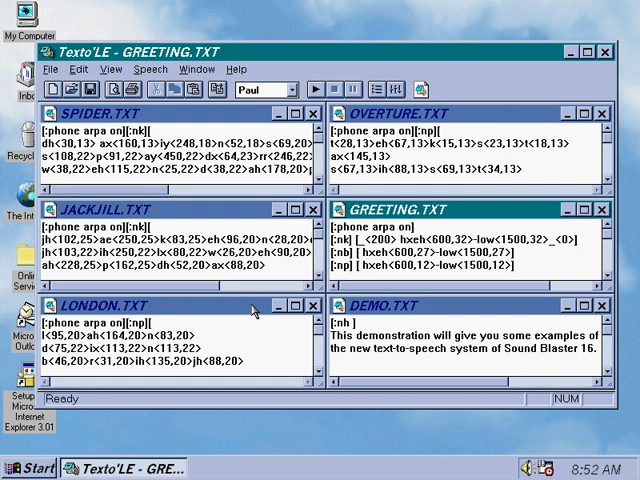 My Computer
Texto'LE - GREETING.TXT
File Edit View Speech Window Help
Paul
SPIDER.TXT
[:phone arpa on][:nk][
dh<30,13> ax<160,13>iy<248,18>n<52,18>s<69,20>
s<108,22>p<91,22>ay<450,22>dx<64,23>rr<246,22>
w<38,22>eh<115,22>n<25,22>d<38,22>ah<178,20>p
OVERTURE.TXT
[:phone arpa on][:np][
t<28,13>eh<67,13>k<15,13>s<23,13>t<18,13>
ax<145,13>
s<67,13>ih<88,13>s<69,13>t<34,13>
JACKJILL.TXT
[:phone arpa on][:nk][
jh<102,25>ae<250,25>k<83,25>eh<96,20>n<28,20>
jh<103,22>ih<250,22>lx<80,22>w<26,20>eh<90,20>
ah<228,25>p<162,25>dh<52,20>ax<88,20>
GREETING.TXT
[:phone arpa on]
[:nk] [_<200> hxeh<600,32>-low<1500,32>_<0>]
[:nb] [ hxeh<600,27>-low<1500,27>]
[:np] [ hxeh<600,12>-low<1500,12>]
LONDON.TXT
[:phone arpa on][:np][
l<95,20>ah<164,20>n<83,20>
d<75,22>ix<113,22>n<113,22>
b<46,20>r<31,20>ih<135,20>jh<88,20>
DEMO.TXT
[:nh ]
This demonstration will give you some examples of
the new text-to-speech system of Sound Blaster 16.
Inb
Recyc
The Int
Onli
Servic
Micro
Outlo
Setup
Micro
Internet
Explorer 3.01
Ready
NUM
Start
Texto'LE - GRE...
8:52 AM